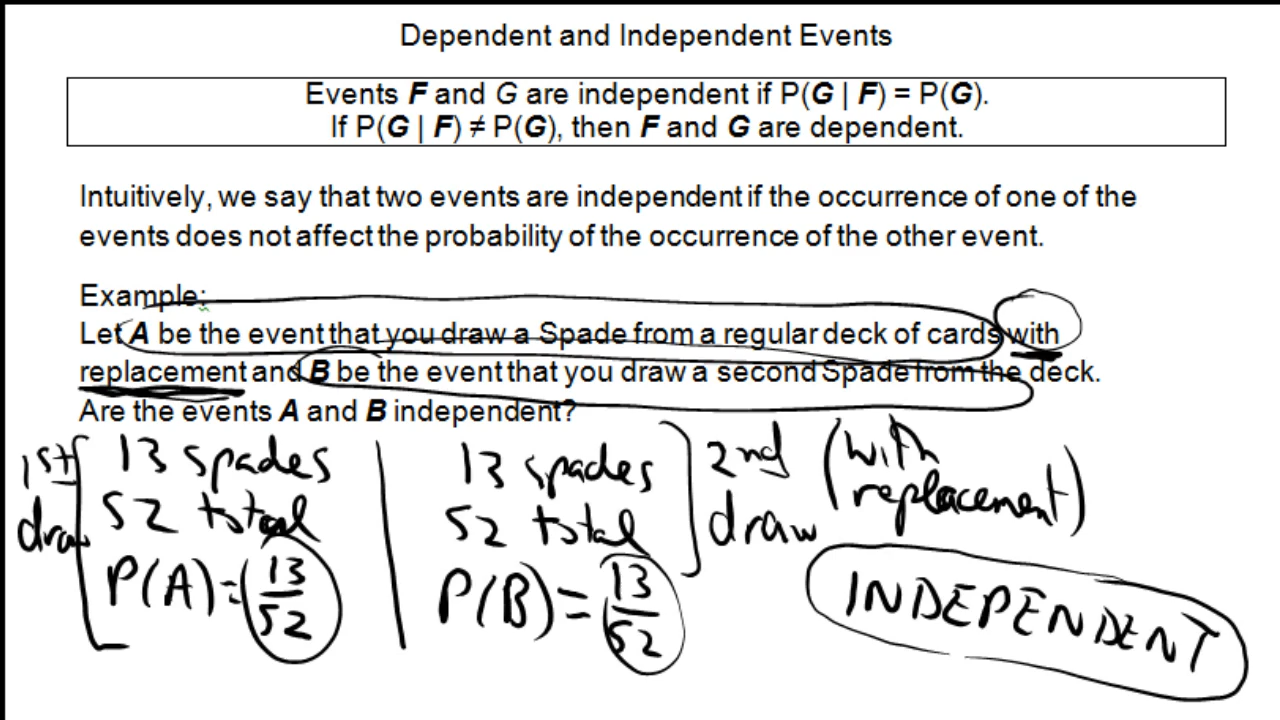 Dependent and Independent Events
Events F and G are independent if P(G | F) = P(G).
If P(G | F) ≠ P(G), then F and G are dependent.
Intuitively, we say that two events are independent if the occurrence of one of the
events does not affect the probability of the occurrence of the other event.
Example:
Let A be the event that you draw a Spade from a regular deck of cards with
replacement and B be the event that you draw a second Spade from the deck.
Are the events A and B independent?
1st draw
13 spades
52 total
P(A) = 13/52
13 spades
52 total
P(B) = 13/52
2nd draw
(with
replacement)
INDEPENDENT